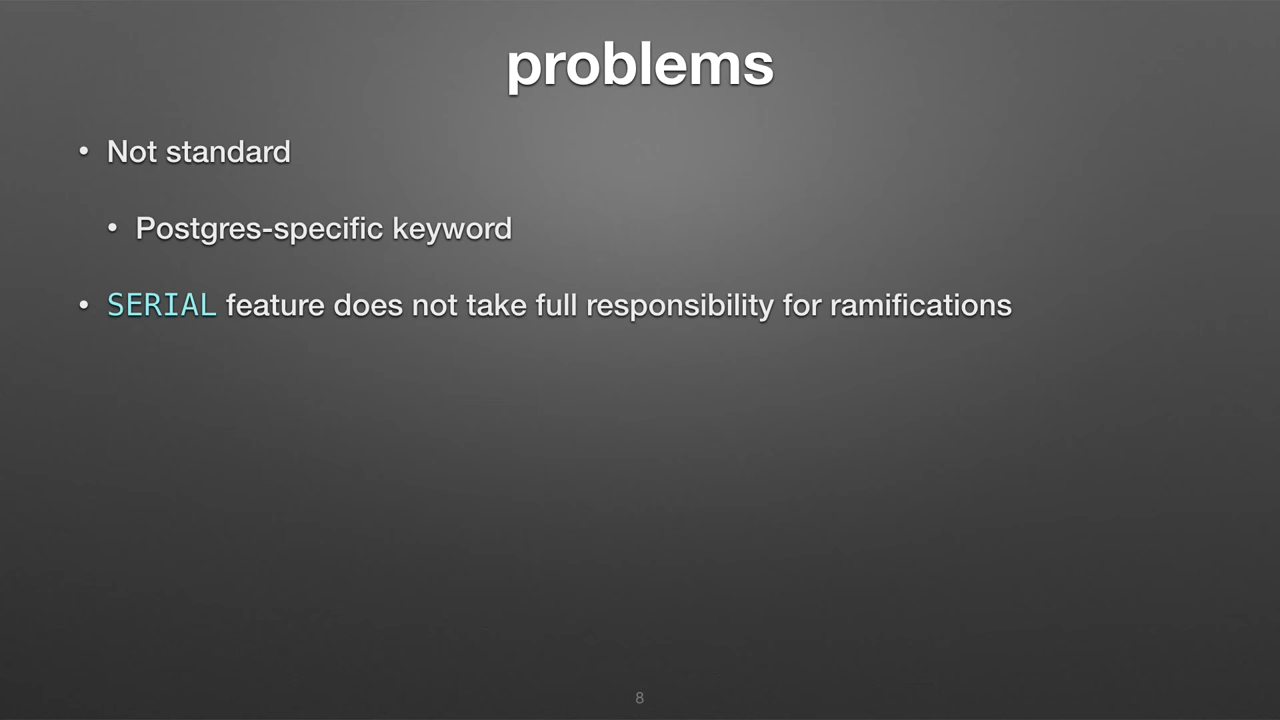 problems
• Not standard
• Postgres-specific keyword
• SERIAL feature does not take full responsibility for ramifications
8